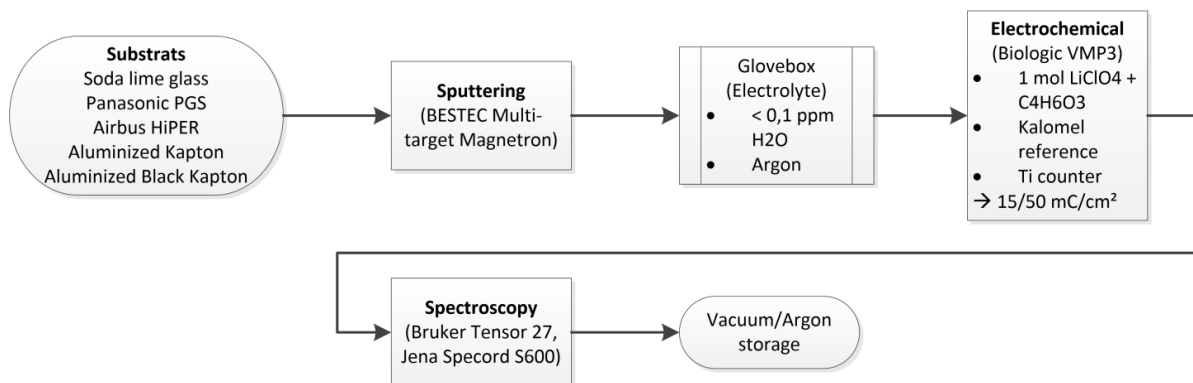 Substrats
Soda lime glass
Panasonic PGS
Airbus HiPER
Aluminized Kapton
Aluminized Black Kapton
Sputtering
(BESTEC Multi-
target Magnetron)
Glovebox
(Electrolyte)
• < 0,1 ppm
H2O
• Argon
Electrochemical
(Biologic VMP3)
• 1 mol LiClO4 +
C4H6O3
• Kalomel
reference
• Ti counter
→ 15/50 mC/cm²
Spectroscopy
(Bruker Tensor 27,
Jena Specord S600)
Vacuum/Argon
storage